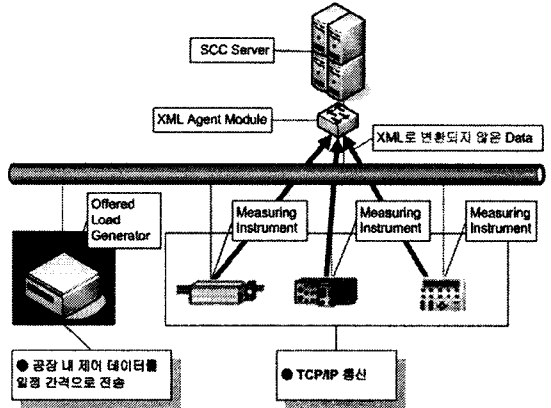 SCC Server
XML Agent Module
XML로 변환되지 않은 Data
Offered
Load
Generator
Measuring
Instrument
Measuring
Instrument
Measuring
Instrument
● 공장 내 제어 데이터를
일정 간격으로 전송
● TCP/IP 통신